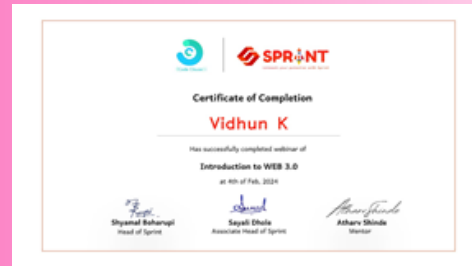 SPRINT
Certificate of Completion
Vidhun K
Has successfully completed webinar of
Introduction to WEB 3.0
at 4th of Feb, 2024
Shyamal Boharupi
Head of Sprint
Sayali Dhole
Associate Head of Sprint
Atharv Shinde
Mentor